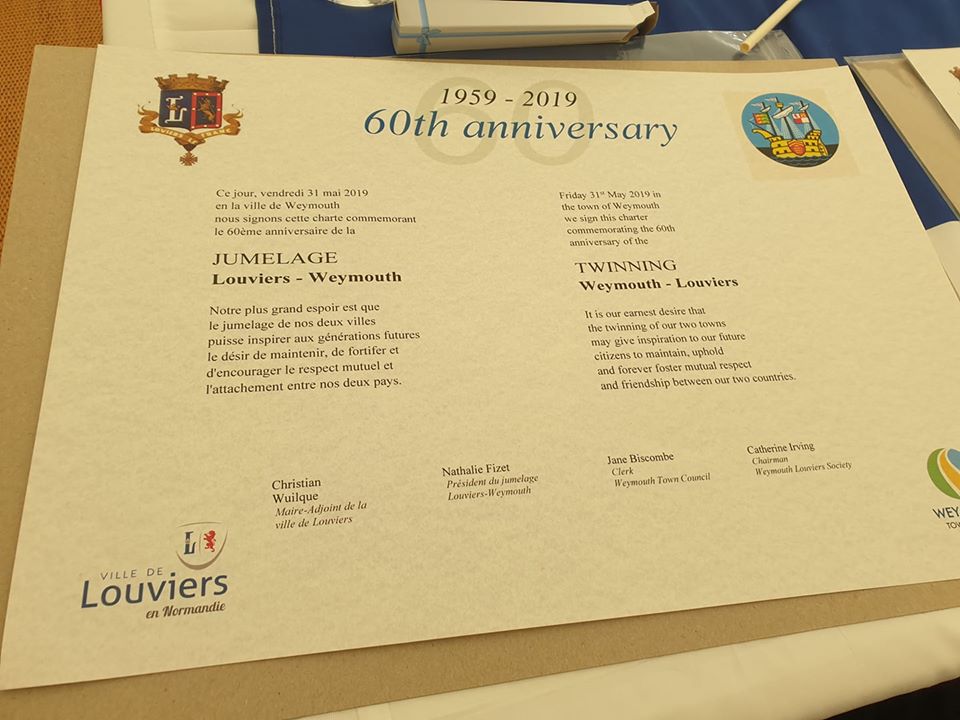 1959 - 2019
60
60th anniversary
L
LOVIERS LE FRANC
Ce jour, vendredi 31 mai 2019
en la ville de Weymouth
nous signons cette charte commemorant
le 60ème anniversaire de la
JUMELAGE
Louviers - Weymouth
Notre plus grand espoir est que
le jumelage de nos deux villes
puisse inspirer aux générations futures
le désir de maintenir, de fortifer et
d'encourager le respect mutuel et
l'attachement entre nos deux pays.
Friday 31st May 2019 in
the town of Weymouth
we sign this charter
commemorating the 60th
anniversary of the
TWINNING
Weymouth - Louviers
It is our earnest desire that
the twinning of our two towns
may give inspiration to our future
citizens to maintain, uphold
and forever foster mutual respect
and friendship between our two countries.
Christian
Wuilque
Maire-Adjoint de la
ville de Louviers
Nathalie Fizet
Président du jumelage
Louviers-Weymouth
Jane Biscombe
Clerk
Weymouth Town Council
Catherine Irving
Chairman
Weymouth Louviers Society
L
VILLE DE
Louviers
en Normandie
WEY
TOW